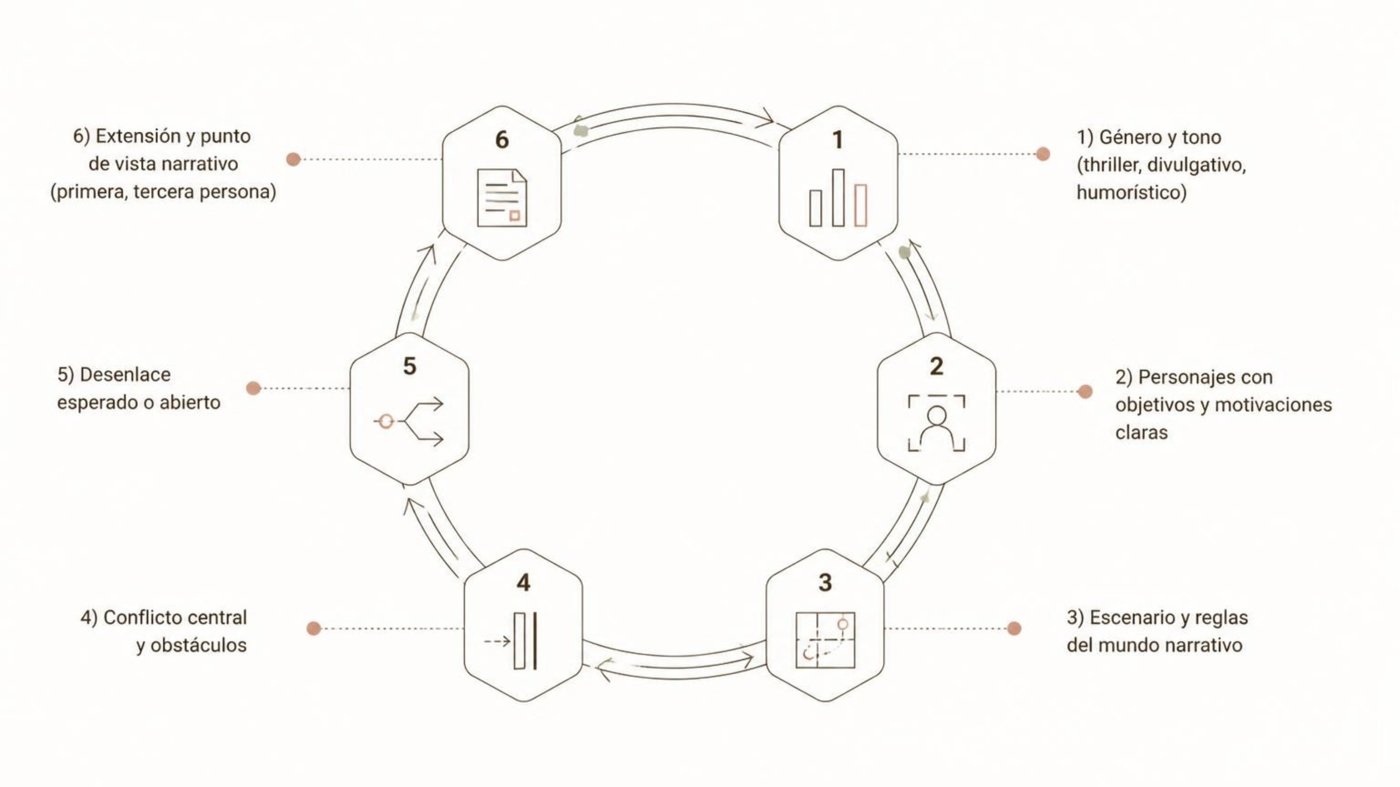 1
1) Género y tono
(thriller, divulgativo,
humorístico)
2
2) Personajes con
objetivos y motivaciones
claras
3
3) Escenario y reglas
del mundo narrativo
4
4) Conflicto central
y obstáculos
5
5) Desenlace
esperado o abierto
6
6) Extensión y punto
de vista narrativo
(primera, tercera persona)